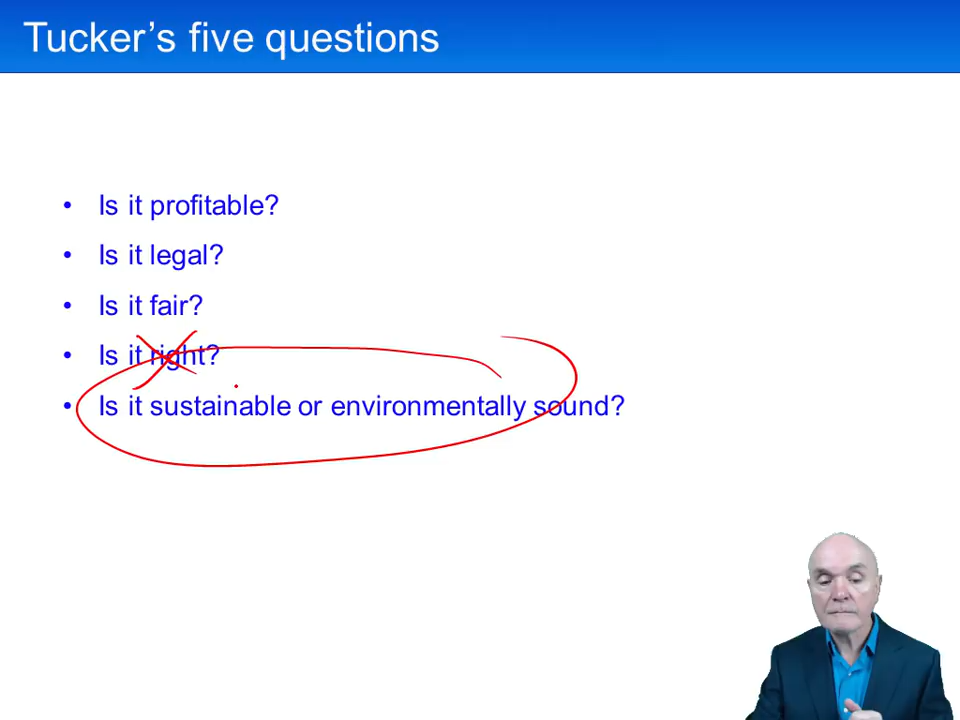 Tucker's five questions
• Is it profitable?
• Is it legal?
• Is it fair?
• Is it right?
• Is it sustainable or environmentally sound?